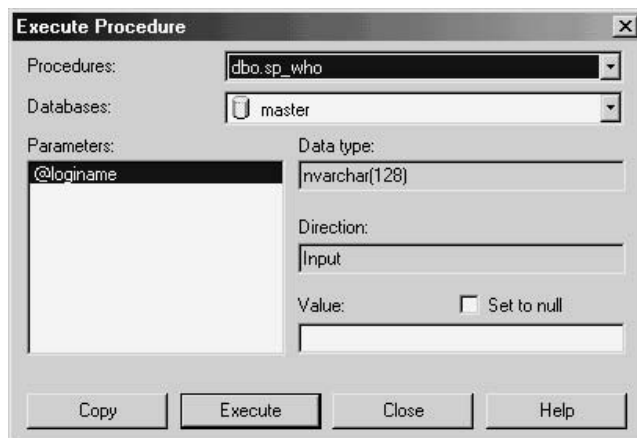 Execute Procedure
Procedures:
dbo.sp_who
Databases:
master
Parameters:
@loginame
Data type:
nvarchar(128)
Direction:
Input
Value:
Set to null
Copy
Execute
Close
Help